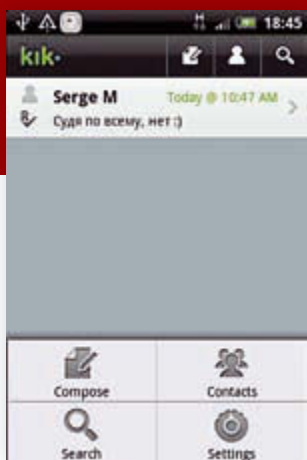 18:45
kik·
Serge M Today @ 10:47 AM
Судя по всему, нет :)
Compose Contacts
Search Settings